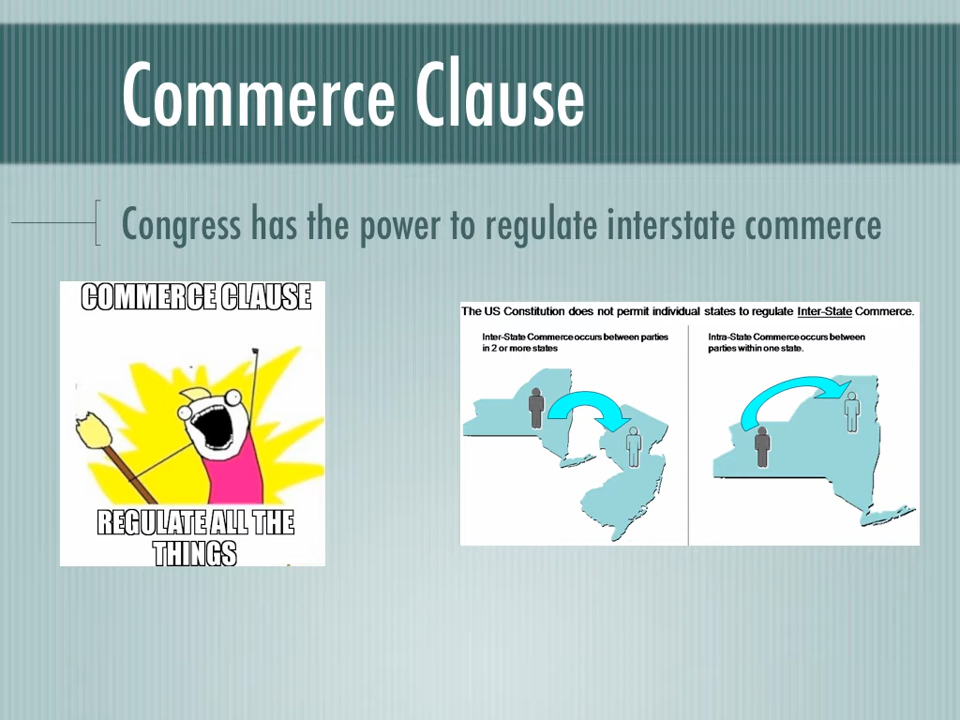 Commerce Clause
Congress has the power to regulate interstate commerce
COMMERCE CLAUSE
REGULATE ALL THE
THINGS
The US Constitution does not permit individual states to regulate Inter-State Commerce.
Inter-State Commerce occurs between parties
in 2 or more states
Intra-State Commerce occurs between
parties within one state.